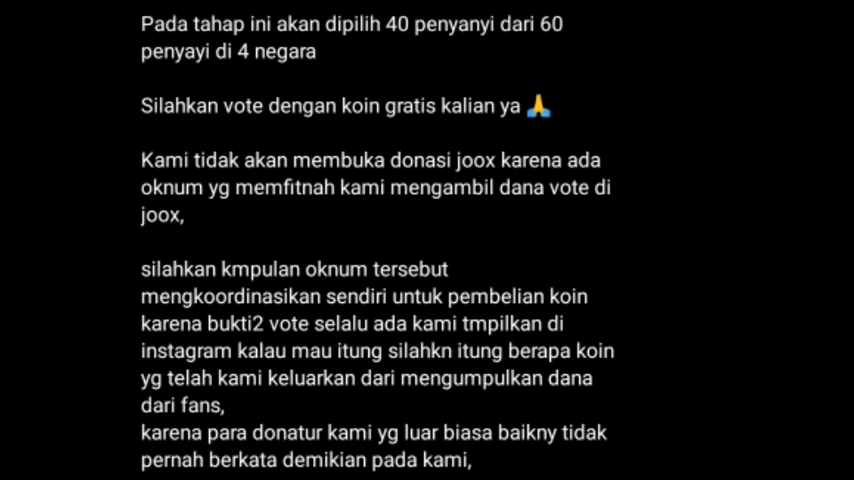 Pada tahap ini akan dipilih 40 penyanyi dari 60
penyayi di 4 negara
Silahkan vote dengan koin gratis kalian ya 🙏
Kami tidak akan membuka donasi joox karena ada
oknum yg memfitnah kami mengambil dana vote di
joox,
silahkan kmpulan oknum tersebut
mengkoordinasikan sendiri untuk pembelian koin
karena bukti2 vote selalu ada kami tmpilkan di
instagram kalau mau itung silahkn itung berapa koin
yg telah kami keluarkan dari mengumpulkan dana
dari fans,
karena para donatur kami yg luar biasa baikny tidak
pernah berkata demikian pada kami,